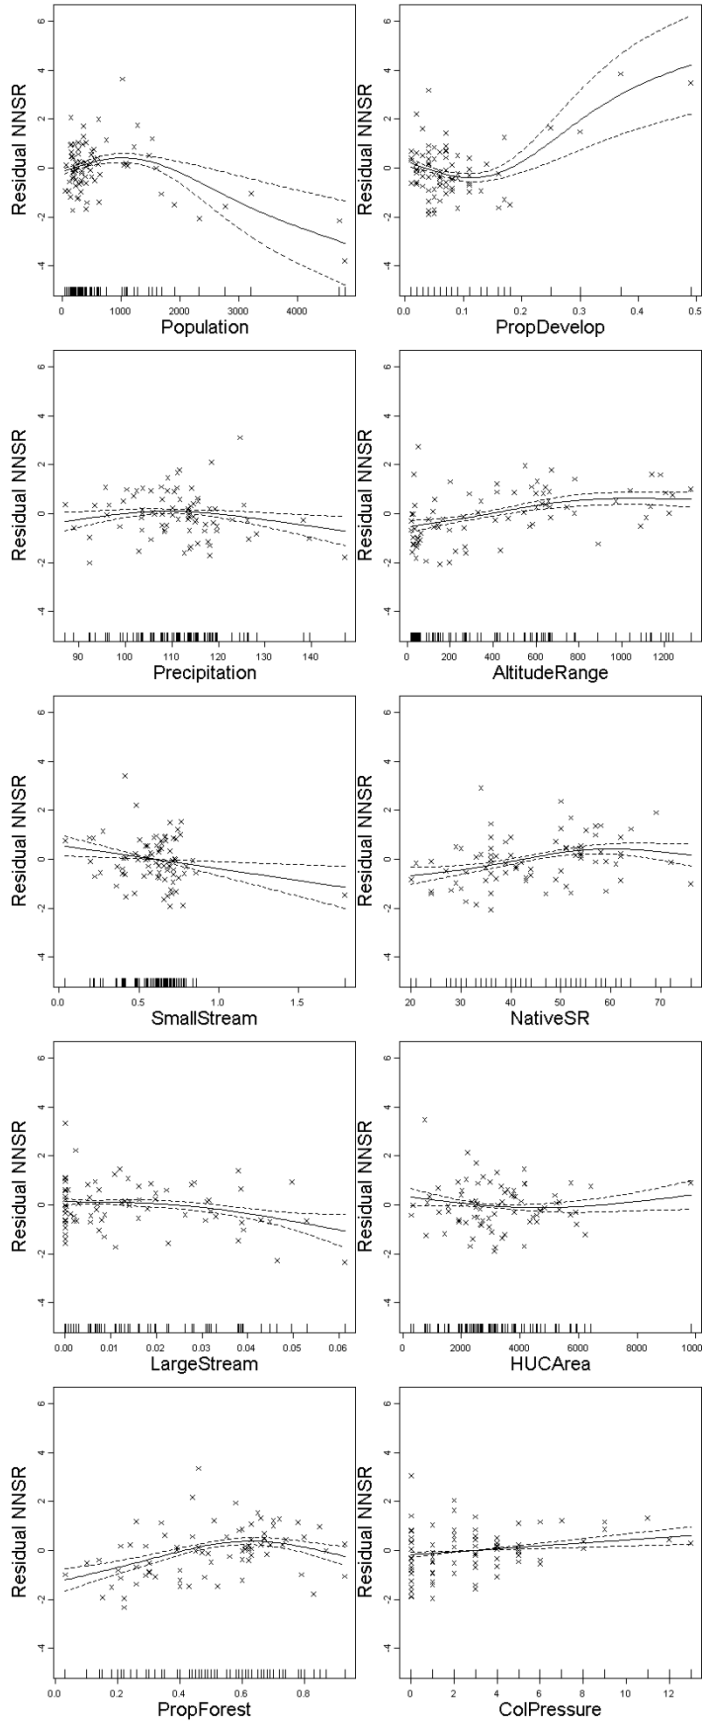 Residual NNSR
6
4
2
0
-2
-4
0 1000 2000 3000 4000
Population
Residual NNSR
6
4
2
0
-2
-4
0.0 0.1 0.2 0.3 0.4 0.5
PropDevelop
Residual NNSR
6
4
2
0
-2
-4
90 100 110 120 130 140
Precipitation
Residual NNSR
6
4
2
0
-2
-4
0 200 400 600 800 1000 1200
AltitudeRange
Residual NNSR
6
4
2
0
-2
-4
0.0 0.5 1.0 1.5
SmallStream
Residual NNSR
6
4
2
0
-2
-4
20 30 40 50 60 70
NativeSR
Residual NNSR
6
4
2
0
-2
-4
0.00 0.01 0.02 0.03 0.04 0.05 0.06
LargeStream
Residual NNSR
6
4
2
0
-2
-4
0 2000 4000 6000 8000 10000
HUCArea
Residual NNSR
6
4
2
0
-2
-4
0.0 0.2 0.4 0.6 0.8
PropForest
Residual NNSR
6
4
2
0
-2
-4
0 2 4 6 8 10 12
ColPressure